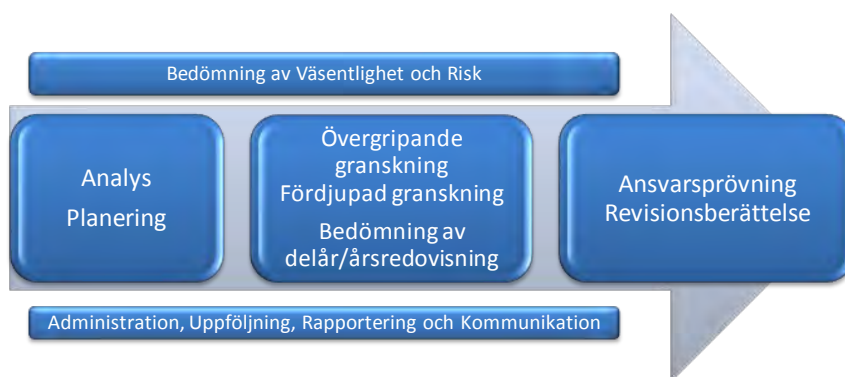 Bedömning av Väsentlighet och Risk
Analys
Planering
Övergripande
granskning
Fördjupad granskning
Bedömning av
delår/årsredovisning
Ansvarsprövning
Revisionsberättelse
Administration, Uppföljning, Rapportering och Kommunikation